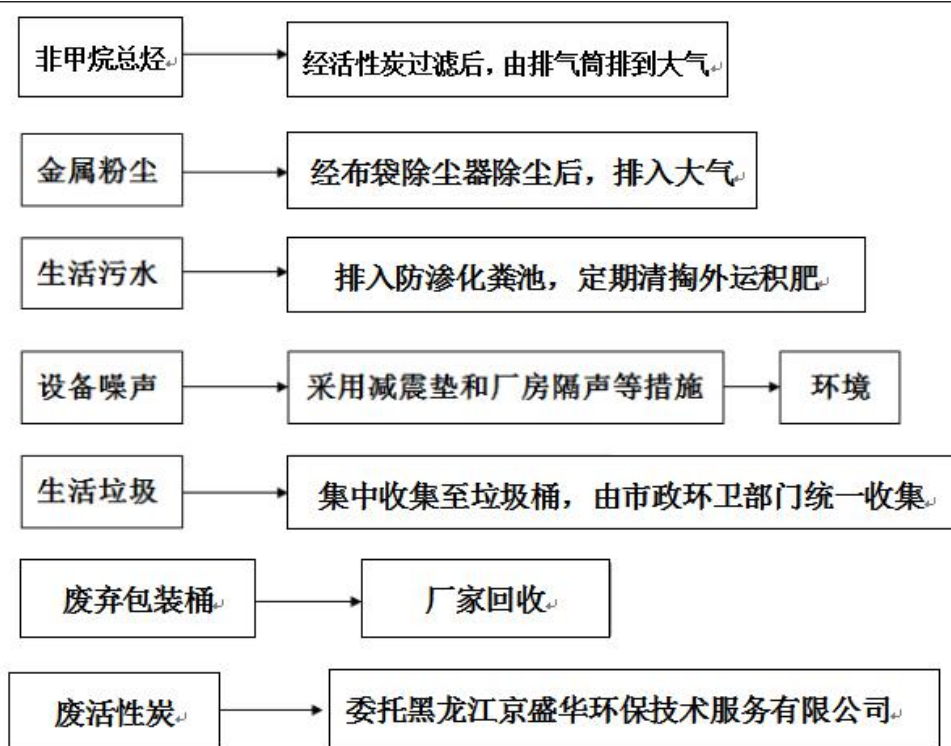 非甲烷总烃
经活性炭过滤后，由排气筒排到大气
金属粉尘
经布袋除尘器除尘后，排入大气
生活污水
排入防渗化粪池，定期清掏外运积肥
设备噪声
采用减震垫和厂房隔声等措施
环境
生活垃圾
集中收集至垃圾桶，由市政环卫部门统一收集
废弃包装桶
厂家回收
废活性炭
委托黑龙江京盛华环保技术服务有限公司